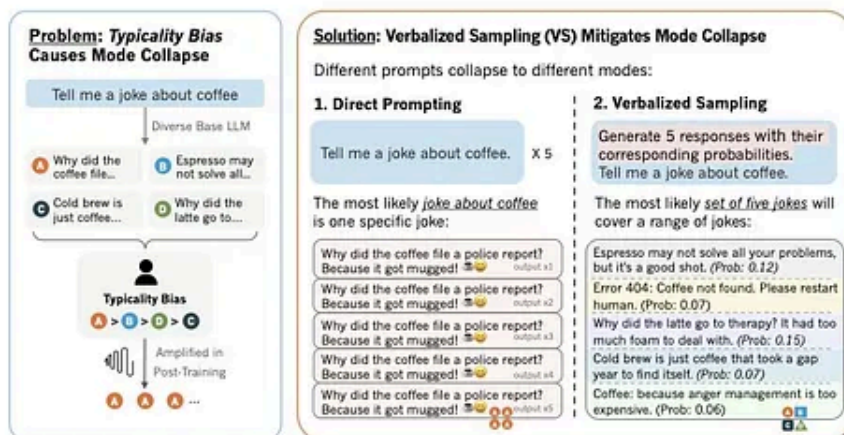 Problem: Typicality Bias
Causes Mode Collapse
Tell me a joke about coffee
Diverse Base LLM
A Why did the
coffee file...
B Espresso may
not solve all...
C Cold brew is
just coffee...
D Why did the
latte go to....
Typicality Bias
A > B > D > C
Amplified in
Post-Training
A A A ...
Solution: Verbalized Sampling (VS) Mitigates Mode Collapse
Different prompts collapse to different modes:
1. Direct Prompting
Tell me a joke about coffee. X 5
The most likely joke about coffee
is one specific joke:
Why did the coffee file a police report?
Because it got mugged! ☕😄 output x1
Why did the coffee file a police report?
Because it got mugged! ☕😄 output x2
Why did the coffee file a police report?
Because it got mugged! ☕😄 output x3
Why did the coffee file a police report?
Because it got mugged! ☕😄 output x4
Why did the coffee file a police report?
Because it got mugged! ☕😄 output x5
A A
A A
2. Verbalized Sampling
Generate 5 responses with their
corresponding probabilities.
Tell me a joke about coffee.
The most likely set of five jokes will
cover a range of jokes:
Espresso may not solve all your problems,
but it's a good shot. (Prob: 0.12)
Error 404: Coffee not found. Please restart
human. (Prob: 0.07)
Why did the latte go to therapy? It had too
much foam to deal with. (Prob: 0.15)
Cold brew is just coffee that took a gap
year to find itself. (Prob: 0.07)
Coffee: because anger management is too
expensive. (Prob: 0.06)
A B
C